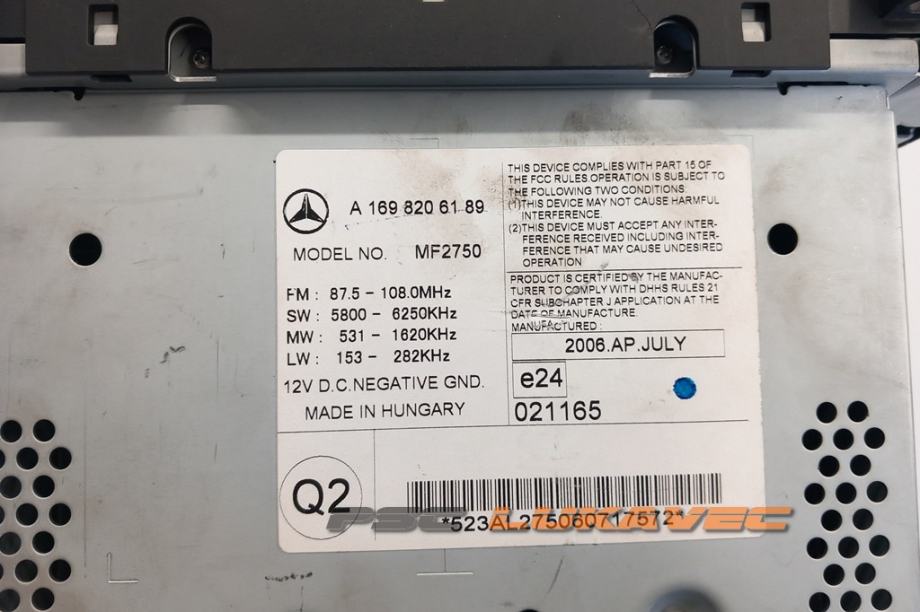 A 169 820 61 89
MODEL NO. MF2750
FM : 87.5 - 108.0MHz
SW : 5800 - 6250KHz
MW : 531 - 1620KHz
LW : 153 - 282KHz
12V D.C.NEGATIVE GND.
MADE IN HUNGARY
THIS DEVICE COMPLIES WITH PART 15 OF
THE FCC RULES OPERATION IS SUBJECT TO
THE FOLLOWING TWO CONDITIONS.
(1)THIS DEVICE MAY NOT CAUSE HARMFUL
INTERFERENCE.
(2)THIS DEVICE MUST ACCEPT ANY INTER-
FERENCE RECEIVED INCLUDING INTER-
FERENCE THAT MAY CAUSE UNDESIRED
OPERATION
PRODUCT IS CERTIFIED BY THE MANUFAC-
TURER TO COMPLY WITH DHHS RULES 21
CFR SUBCHAPTER J APPLICATION AT THE
DATE OF MANUFACTURE.
MANUFACTURED :
2006.AP.JULY
e24
021165
Q2
*523AL275060717572*
PSC LUKAVEC